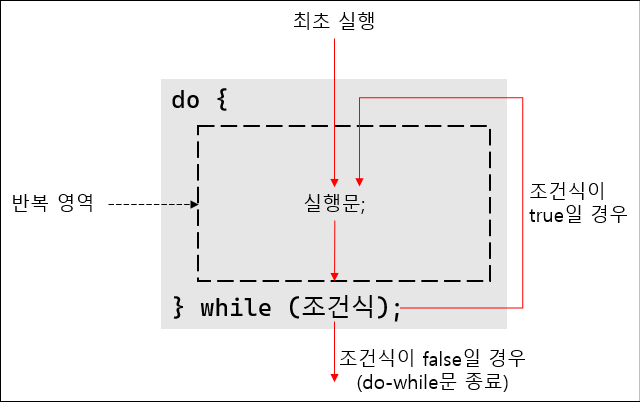 최초 실행
do {
반복 영역
실행문;
조건식이
true일 경우
} while (조건식);
조건식이 false일 경우
(do-while문 종료)